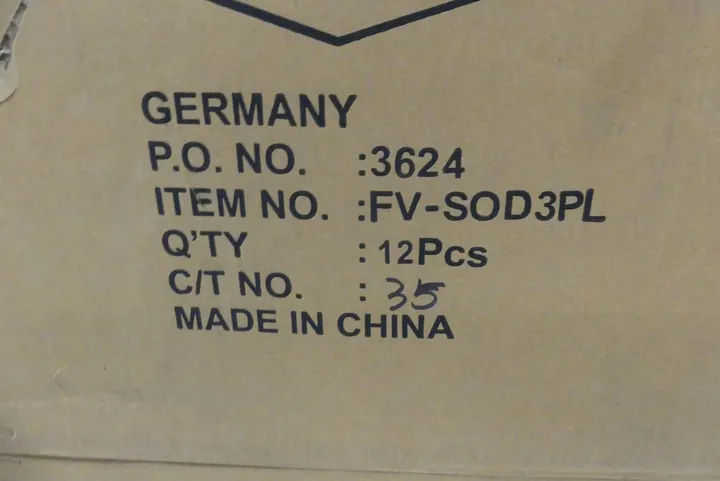 GERMANY
P.O. NO. :3624
ITEM NO. :FV-SOD3PL
Q'TY : 12Pcs
C/T NO. : 35
MADE IN CHINA